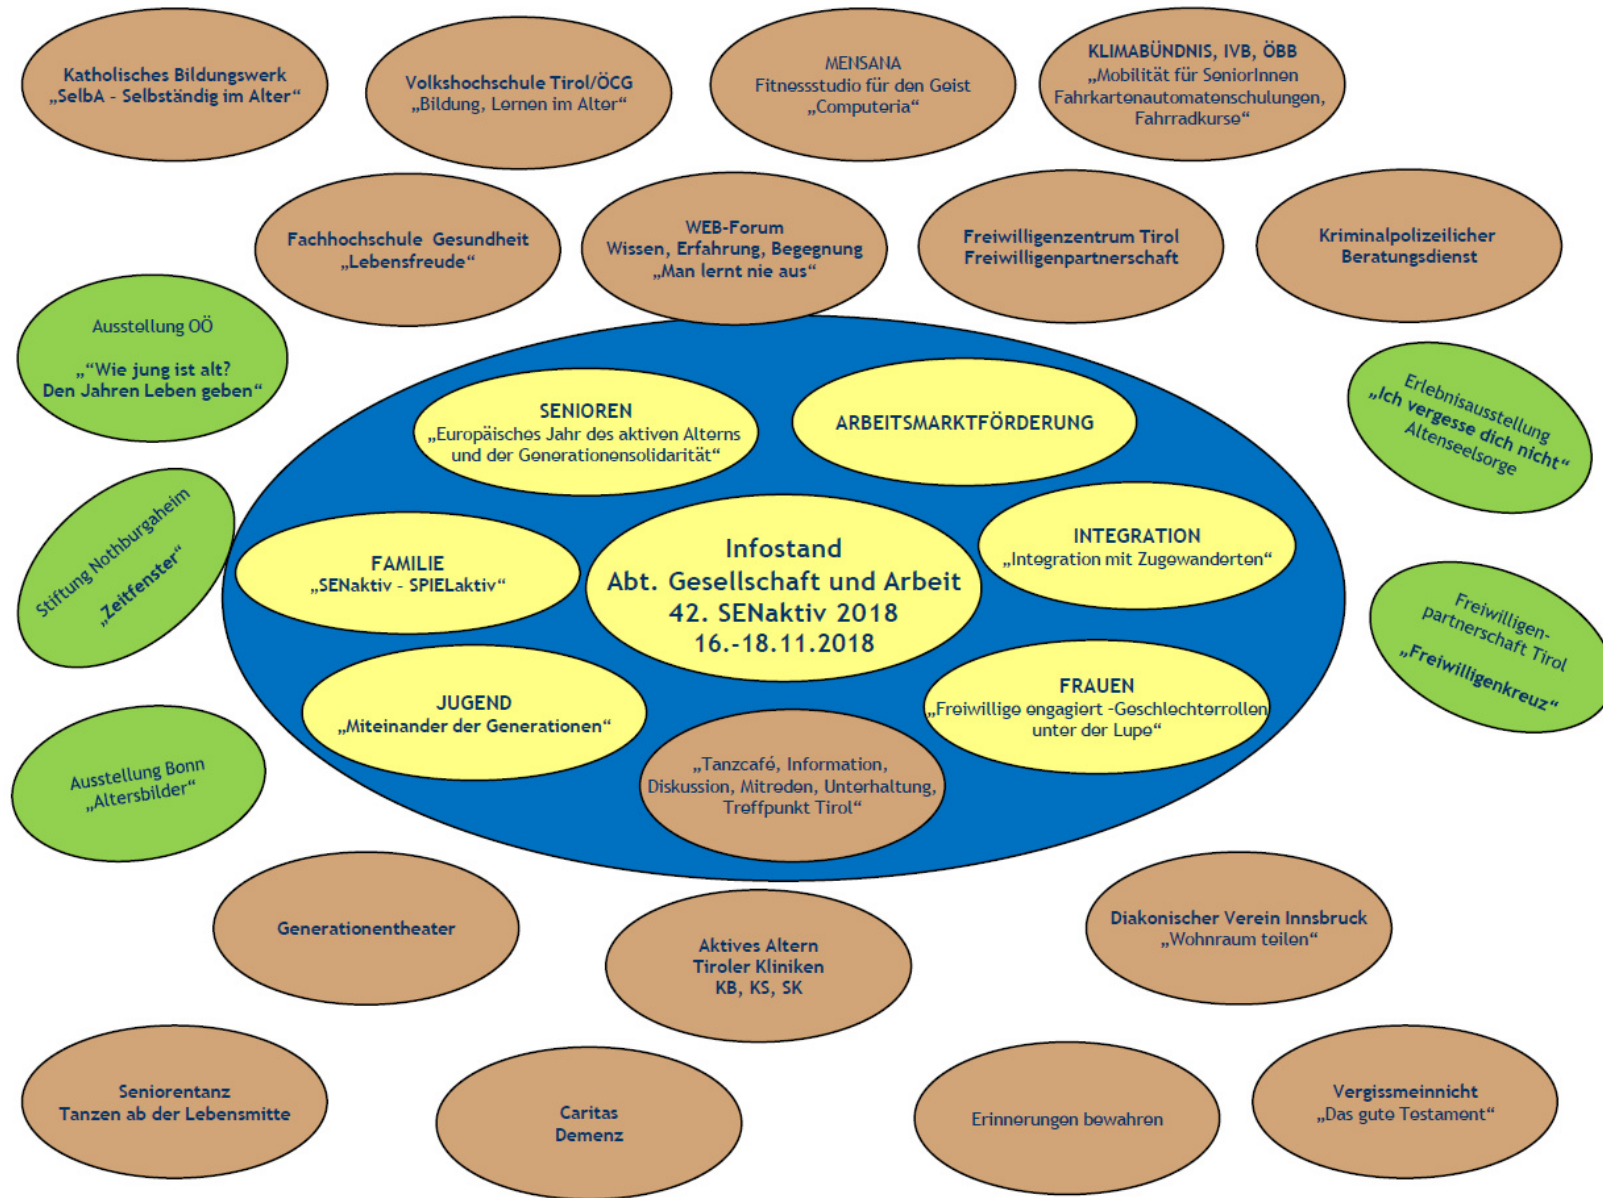 Katholisches Bildungswerk
„SelbA - Selbständig im Alter“
Volkshochschule Tirol/ÖCG
„Bildung, Lernen im Alter“
MENSANA
Fitnessstudio für den Geist
„Computeria“
KLIMABÜNDNIS, IVB, ÖBB
„Mobilität für SeniorInnen
Fahrkartenautomatenschulungen,
Fahrradkurse“
Fachhochschule Gesundheit
„Lebensfreude“
WEB-Forum
Wissen, Erfahrung, Begegnung
„Man lernt nie aus“
Freiwilligenzentrum Tirol
Freiwilligenpartnerschaft
Kriminalpolizeilicher
Beratungsdienst
Ausstellung OÖ
„“Wie jung ist alt?
Den Jahren Leben geben“
Erlebnisausstellung
„Ich vergesse dich nicht“
Altenseelsorge
SENIOREN
„Europäisches Jahr des aktiven Alterns
und der Generationensolidarität“
ARBEITSMARKTFÖRDERUNG
Stiftung Nothburgaheim
„Zeitfenster“
FAMILIE
„SENaktiv - SPIELaktiv“
Infostand
Abt. Gesellschaft und Arbeit
42. SENaktiv 2018
16.-18.11.2018
INTEGRATION
„Integration mit Zugewanderten“
Freiwilligen-
partnerschaft Tirol
„Freiwilligenkreuz“
JUGEND
„Miteinander der Generationen“
FRAUEN
„Freiwillige engagiert -Geschlechterrollen
unter der Lupe“
Ausstellung Bonn
„Altersbilder“
„Tanzcafé, Information,
Diskussion, Mitreden, Unterhaltung,
Treffpunkt Tirol“
Generationentheater
Aktives Altern
Tiroler Kliniken
KB, KS, SK
Diakonischer Verein Innsbruck
„Wohnraum teilen“
Seniorentanz
Tanzen ab der Lebensmitte
Caritas
Demenz
Erinnerungen bewahren
Vergissmeinnicht
„Das gute Testament“